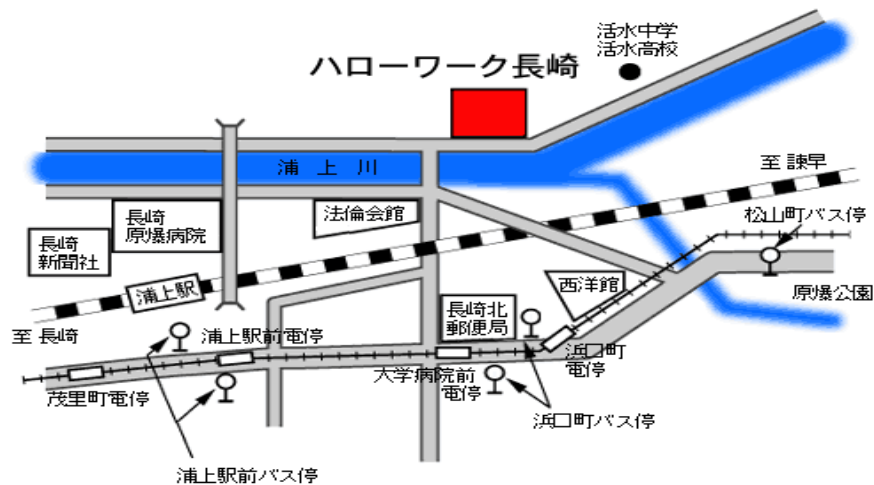 活水中学
活水高校
ハローワーク長崎
浦上川
至 諫早
松山町バス停
長崎
原爆病院
法倫会館
長崎
新聞社
浦上駅
西洋館
原爆公園
長崎北
郵便局
至 長崎
浦上駅前電停
浜口町
電停
大学病院前
電停
茂里町電停
浜口町バス停
浦上駅前バス停